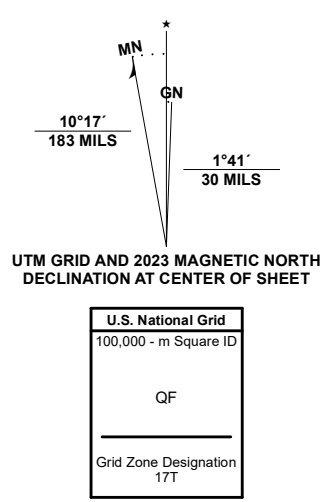 MN
GN
10°17´
183 MILS
1°41´
30 MILS
UTM GRID AND 2023 MAGNETIC NORTH
DECLINATION AT CENTER OF SHEET
U.S. National Grid
100,000 - m Square ID
QF
Grid Zone Designation
17T